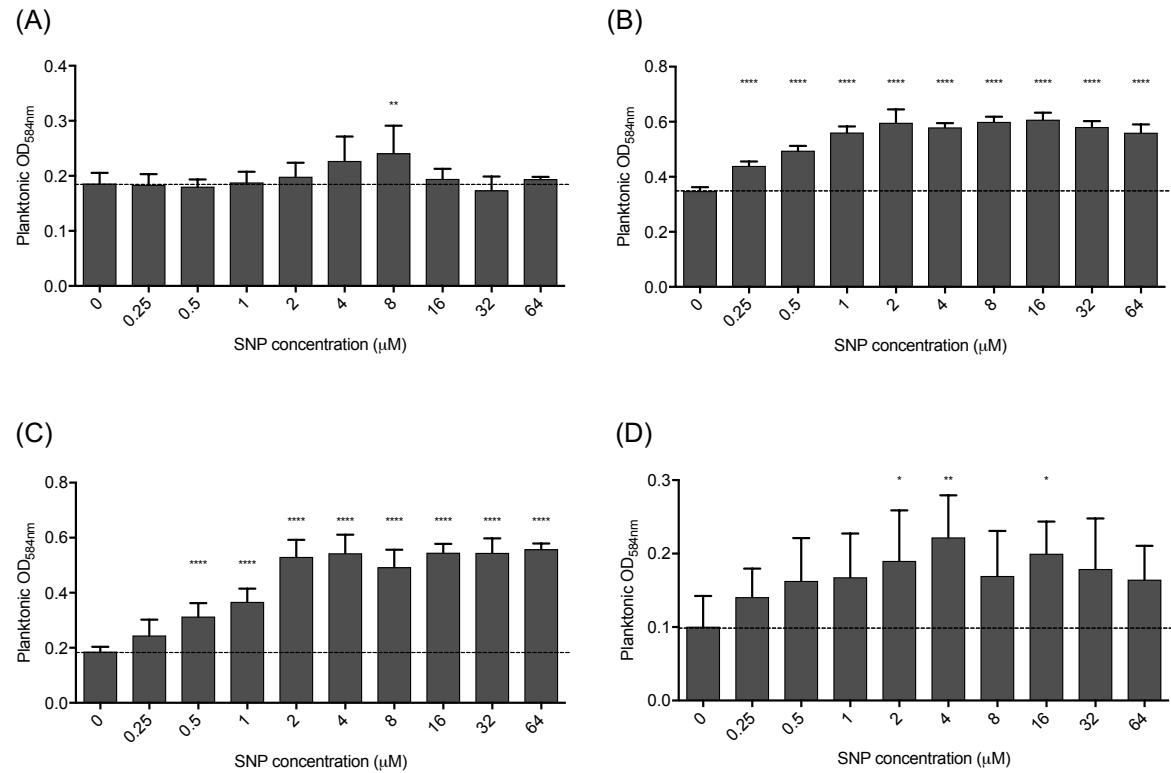 (A)
0.4
0.3
0.2
0.1
0.0
Planktonic OD584nm
**
0 0.25 0.5 1 2 4 8 16 32 64
SNP concentration (μM)
(B)
0.8
0.6
0.4
0.2
0.0
Planktonic OD584nm
**** **** **** **** **** **** **** **** ****
0 0.25 0.5 1 2 4 8 16 32 64
SNP concentration (μM)
(C)
0.8
0.6
0.4
0.2
0.0
Planktonic OD584nm
**** **** **** **** **** **** **** ****
0 0.25 0.5 1 2 4 8 16 32 64
SNP concentration (μM)
(D)
0.3
0.2
0.1
0.0
Planktonic OD584nm
* ** *
0 0.25 0.5 1 2 4 8 16 32 64
SNP concentration (μM)